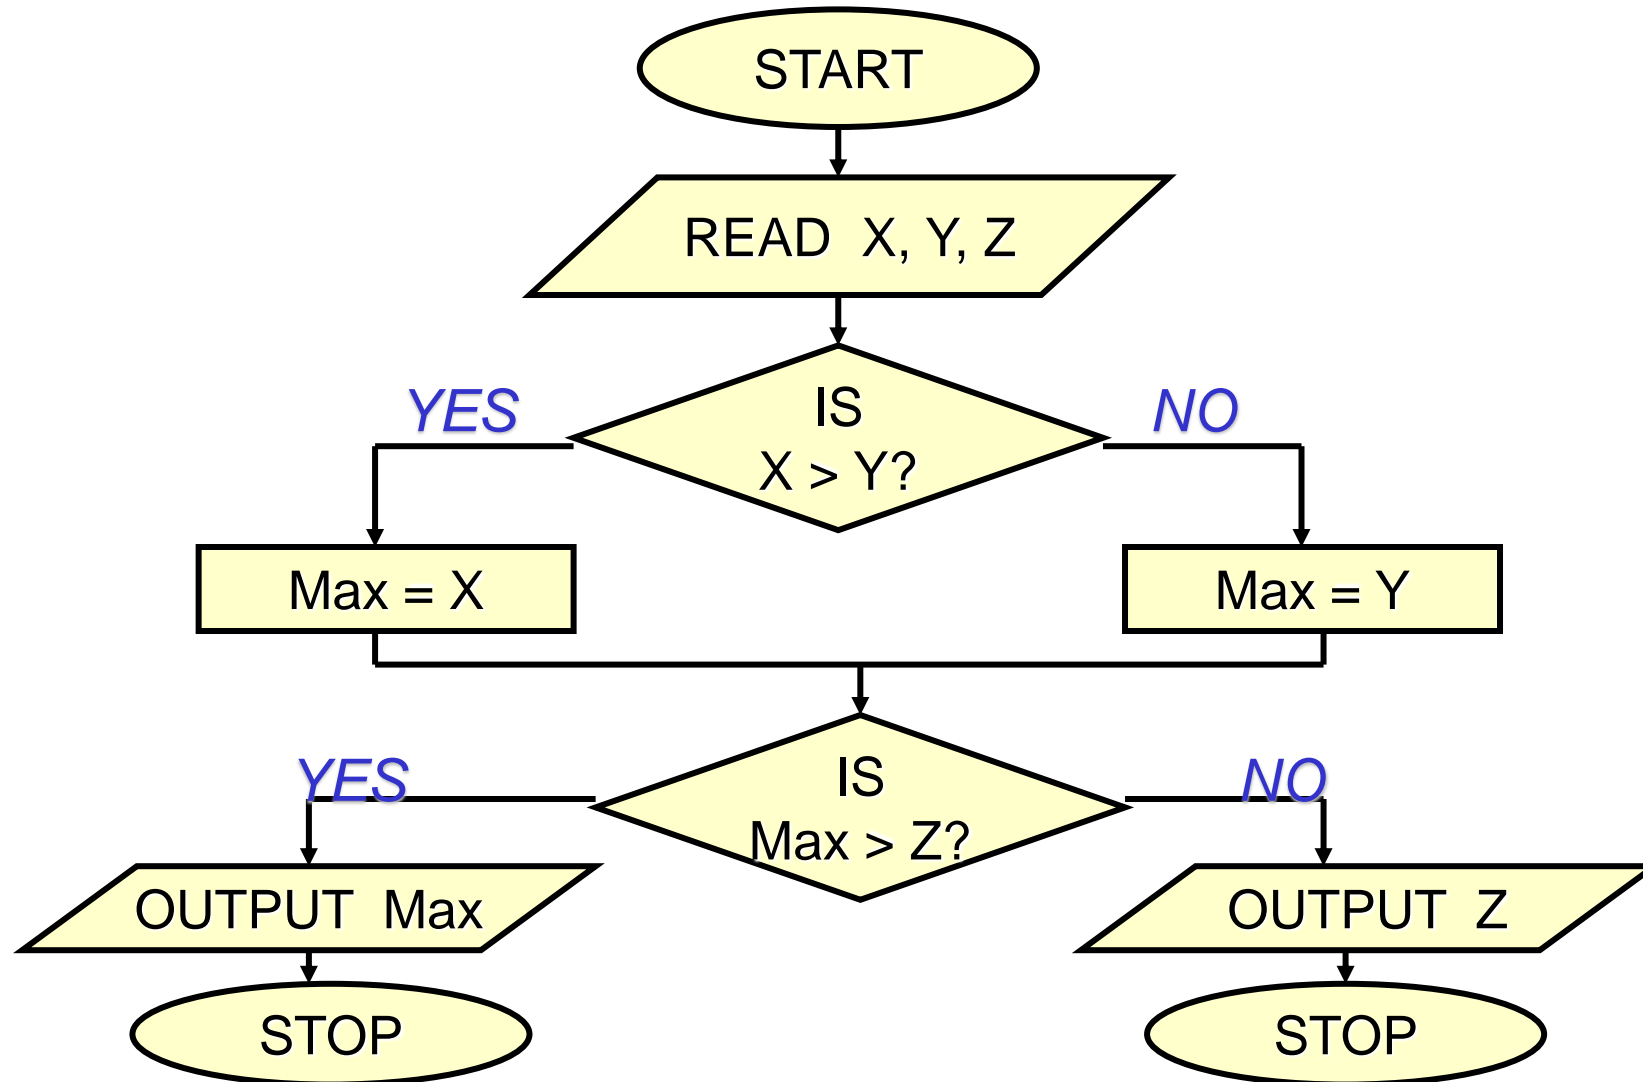 START
READ X, Y, Z
YES
IS
X > Y?
NO
Max = X
Max = Y
YES
IS
Max > Z?
NO
OUTPUT Max
OUTPUT Z
STOP
STOP